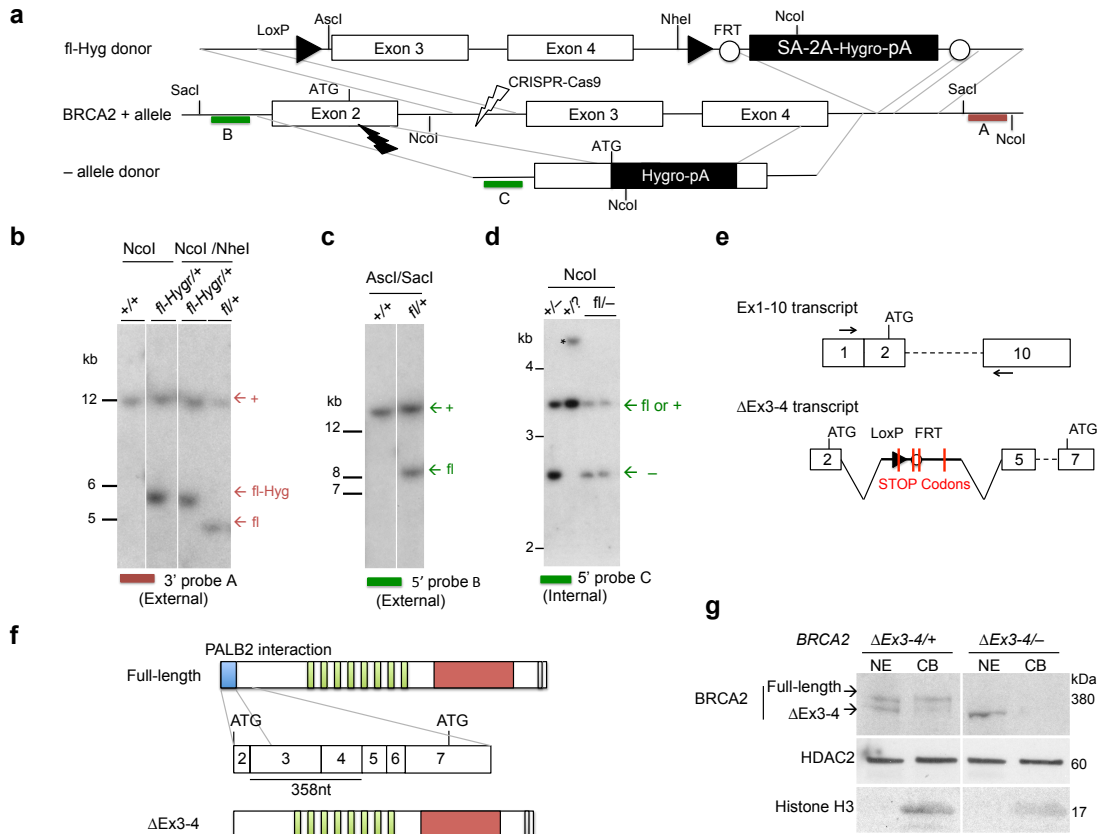 a
NcoI
LoxP AscI NheI FRT
fl-Hyg donor Exon 3 Exon 4 SA-2A-Hygro-pA
CRISPR-Cas9
SacI ATG SacI
BRCA2 + allele Exon 2 Exon 3 Exon 4
B NcoI A NcoI
ATG
– allele donor Hygro-pA
C NcoI
b
NcoI NcoI /NheI
+/+ fl-Hygr/+ fl-Hygr/+ fl/+
kb
12 + 
6
fl-Hyg
5 fl
3' probe A
(External)
c
AscI/SacI
+/+ fl/+
kb
+
12
8 fl
7
5' probe B
(External)
d
NcoI
+/– +/? fl/–
kb
*
4
fl or +
3
–
2
5' probe C
(Internal)
e
Ex1-10 transcript
ATG
1 2 10
ΔEx3-4 transcript
ATG LoxP FRT ATG
2 5 7
STOP Codons
f
PALB2 interaction
Full-length
ATG ATG
2 3 4 5 6 7
358nt
ΔEx3-4
g
BRCA2 ΔEx3-4/+ ΔEx3-4/–
NE CB NE CB kDa
Full-length 380
BRCA2
ΔEx3-4
HDAC2 60
Histone H3 17